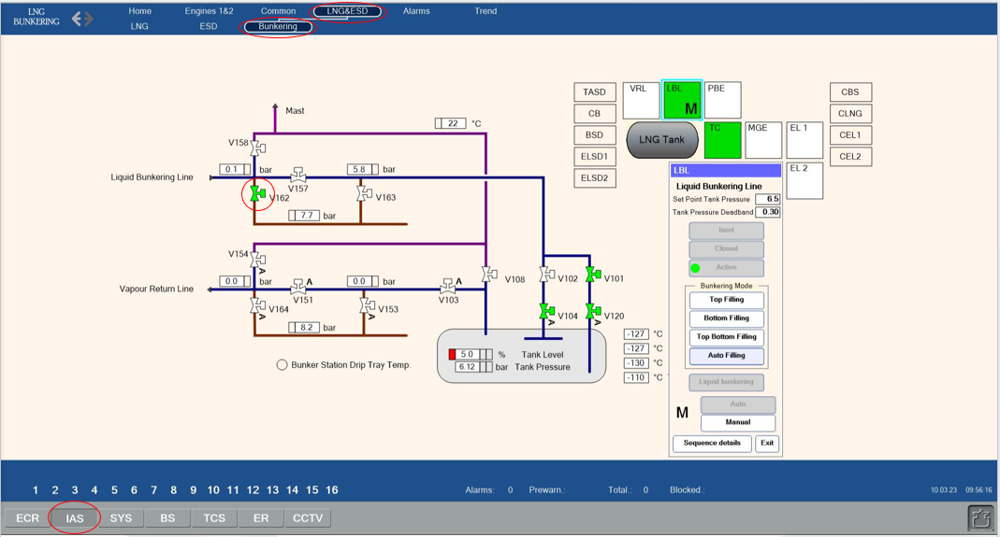 LNG BUNKERING Home Engines 1&2 Common LNG&ESD Alarms Trend
LNG ESD Bunkering
TASD VRL LBL PBE CBS
M
CB CLNG
Mast 22 °C
BSD LNG Tank TC MGE EL 1 CEL1
V158
ELSD1 CEL2
0.1 bar 5.8 bar
Liquid Bunkering Line V157 ELSD2 LBL EL 2
V162 V163
Liquid Bunkering Line
Set Point Tank Pressure 6.5
7.7 bar Tank Pressure Deadband 0.30
Inert
Closed
V154 A
Active
0.0 bar A 0.0 bar A V108 V102 V101
Bunkering Mode
Vapour Return Line V151 V103
Top Filling
V164 A V153 A V104 A V120 A
Bottom Filling
8.2 bar -127 °C
Top Bottom Filling
-127 °C
5.0 % Tank Level Auto Filling
Bunker Station Drip Tray Temp. 6.12 bar Tank Pressure -130 °C
-110 °C
Liquid bunkering
Auto
M
Manual
Sequence details Exit
1 2 3 4 5 6 7 8 9 10 11 12 13 14 15 16 Alarms: 0 Prewarn.: Total.: 0 Blocked.: 10.03.23 09:56:16
ECR IAS SYS BS TCS ER CCTV